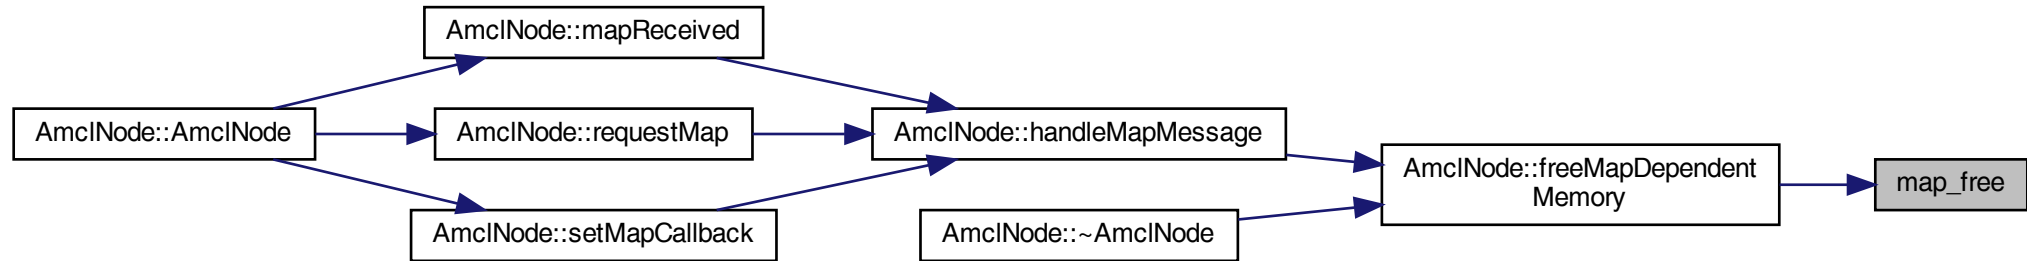 AmclNode::mapReceived
AmclNode::AmclNode
AmclNode::requestMap
AmclNode::handleMapMessage
AmclNode::freeMapDependent
Memory
map_free
AmclNode::setMapCallback
AmclNode::~AmclNode